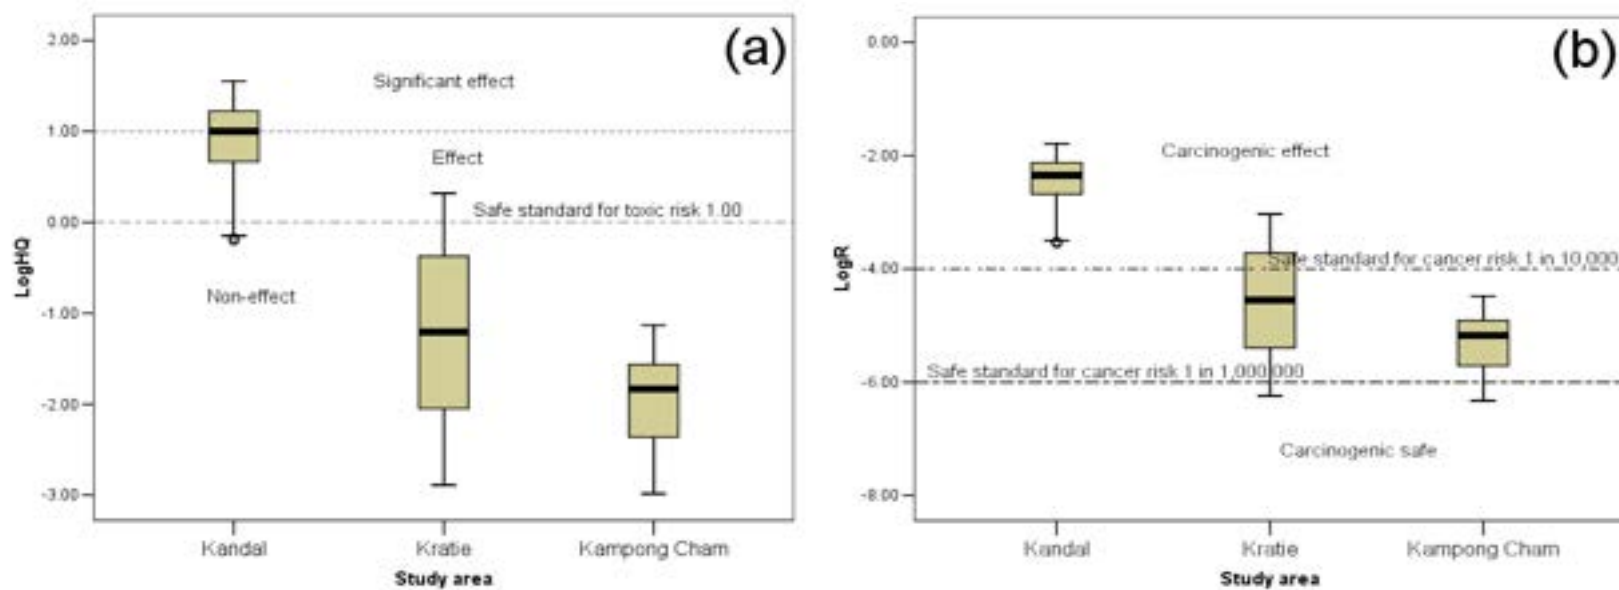 (a)
2.00
Significant effect
1.00
Effect
Safe standard for toxic risk 1.00
0.00
LogHQ
Non-effect
-1.00
-2.00
-3.00
Kandal
Kratie
Kampong Cham
Study area
(b)
0.00
-2.00
Carcinogenic effect
Safe standard for cancer risk 1 in 10,000
-4.00
LogR
Safe standard for cancer risk 1 in 1,000,000
-6.00
Carcinogenic safe
-8.00
Kandal
Kratie
Kampong Cham
Study area